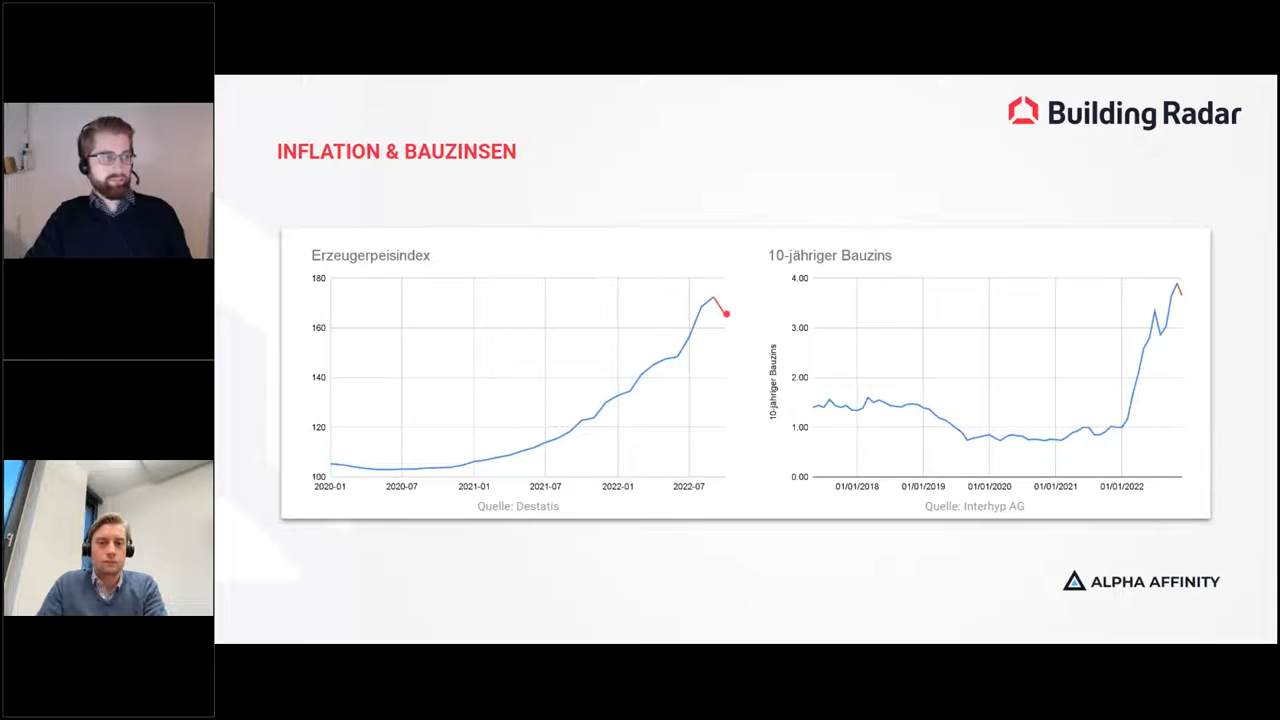 Building Radar
INFLATION & BAUZINSEN
Erzeugerpeisindex
180
160
140
120
100
2020-01 2020-07 2021-01 2021-07 2022-01 2022-07
Quelle: Destatis
10-jähriger Bauzins
10-jähriger Bauzins
4.00
3.00
2.00
1.00
0.00
01/01/2018 01/01/2019 01/01/2020 01/01/2021 01/01/2022
Quelle: Interhyp AG
ALPHA AFFINITY